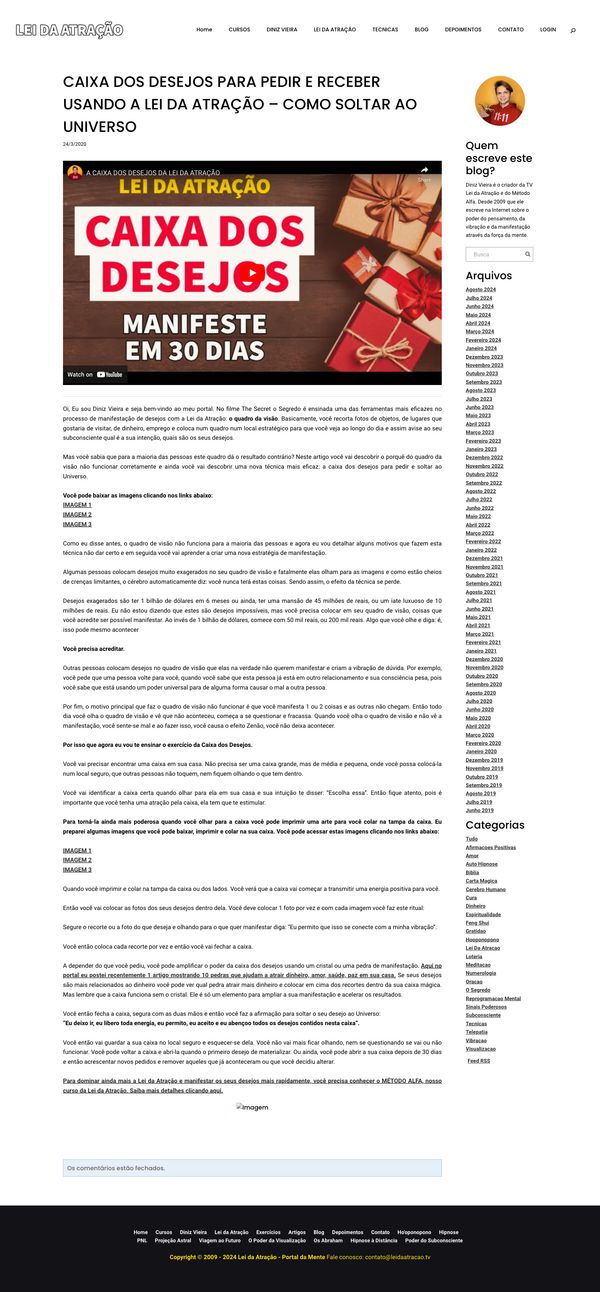 LEI DA ATRAÇÃO
Home CURSOS DINIZ VIEIRA LEI DA ATRAÇÃO TECNICAS BLOG DEPOIMENTOS CONTATO LOGIN
CAIXA DOS DESEJOS PARA PEDIR E RECEBER
USANDO A LEI DA ATRAÇÃO – COMO SOLTAR AO
UNIVERSO
24/3/2020
A CAIXA DOS DESEJOS DA LEI DA ATRAÇÃO
Share
LEI DA ATRAÇÃO
CAIXA DOS
DESEJOS
MANIFESTE
EM 30 DIAS
Watch on YouTube
Oi, Eu sou Diniz Vieira e seja bem-vindo ao meu portal. No filme The Secret o Segredo é ensinada uma das ferramentas mais eficazes no
processo de manifestação de desejos com a Lei da Atração: o quadro da visão. Basicamente, você recorta fotos de objetos, de lugares que
gostaria de visitar, de dinheiro, emprego e coloca num quadro num local estratégico para que você veja ao longo do dia e assim avise ao seu
subconsciente qual é a sua intenção, quais são os seus desejos.
Mas você sabia que para a maioria das pessoas este quadro dá o resultado contrário? Neste artigo você vai descobrir o porquê do quadro da
visão não funcionar corretamente e ainda você vai descobrir uma nova técnica mais eficaz: a caixa dos desejos para pedir e soltar ao
Universo.
Você pode baixar as imagens clicando nos links abaixo:
IMAGEM 1
IMAGEM 2
IMAGEM 3
Como eu disse antes, o quadro de visão não funciona para a maioria das pessoas e agora eu vou detalhar alguns motivos que fazem esta
técnica não dar certo e em seguida você vai aprender a criar uma nova estratégia de manifestação.
Algumas pessoas colocam desejos muito exagerados no seu quadro de visão e fatalmente elas olham para as imagens e como estão cheios
de crenças limitantes, o cérebro automaticamente diz: você nunca terá estas coisas. Sendo assim, o efeito da técnica se perde.
Desejos exagerados são ter 1 bilhão de dólares em 6 meses ou ainda, ter uma mansão de 45 milhões de reais, ou um iate luxuoso de 10
milhões de reais. Eu não estou dizendo que estes são desejos impossíveis, mas você precisa colocar em seu quadro de visão, coisas que
você acredite ser possível manifestar. Ao invés de 1 bilhão de dólares, comece com 50 mil reais, ou 200 mil reais. Algo que você olhe e diga: é,
isso pode mesmo acontecer
Você precisa acreditar.
Outras pessoas colocam desejos no quadro de visão que elas na verdade não querem manifestar e criam a vibração de dúvida. Por exemplo,
você pede que uma pessoa volte para você, quando você sabe que esta pessoa já está em outro relacionamento e sua consciência pesa, pois
você sabe que está usando um poder universal para de alguma forma causar o mal a outra pessoa.
Por fim, o motivo principal que faz o quadro de visão não funcionar é que você manifesta 1 ou 2 coisas e as outras não chegam. Então todo
dia você olha o quadro de visão e vê que não aconteceu, começa a se questionar e fracassa. Quando você olha o quadro de visão e não vê a
manifestação, você sente-se mal e ao fazer isso, você causa o efeito Zenão, você não deixa acontecer.
Por isso que agora eu vou te ensinar o exercício da Caixa dos Desejos.
Você vai precisar encontrar uma caixa em sua casa. Não precisa ser uma caixa grande, mas de média e pequena, onde você possa colocá-la
num local seguro, que outras pessoas não toquem, nem fiquem olhando o que tem dentro.
Você vai identificar a caixa certa quando olhar para ela em sua casa e sua intuição te disser: "Escolha essa". Então fique atento, pois é
importante que você tenha uma atração pela caixa, ela tem que te estimular.
Para torná-la ainda mais poderosa quando você olhar para a caixa você pode imprimir uma arte para você colar na tampa da caixa. Eu
preparei algumas imagens que você pode baixar, imprimir e colar na sua caixa. Você pode acessar estas imagens clicando nos links abaixo:
IMAGEM 1
IMAGEM 2
IMAGEM 3
Quando você imprimir e colar na tampa da caixa ou dos lados. Você verá que a caixa vai começar a transmitir uma energia positiva para você.
Então você vai colocar as fotos dos seus desejos dentro dela. Você deve colocar 1 foto por vez e com cada imagem você faz este ritual:
Segure o recorte ou a foto do que deseja e olhando para o que quer manifestar diga: "Eu permito que isso se conecte com a minha vibração".
Você então coloca cada recorte por vez e então você vai fechar a caixa.
A depender do que você pediu, você pode amplificar o poder da caixa dos desejos usando um cristal ou uma pedra de manifestação. Aqui no
portal eu postei recentemente 1 artigo mostrando 10 pedras que ajudam a atrair dinheiro, amor, saúde, paz em sua casa. Se seus desejos
são mais relacionados ao dinheiro você pode ver qual pedra atrair mais dinheiro e colocar em cima dos recortes dentro da sua caixa mágica.
Mas lembre que a caixa funciona sem o cristal. Ele é só um elemento para ampliar a sua manifestação e acelerar os resultados.
Você então fecha a caixa, segura com as duas mãos e então você faz a afirmação para soltar o seu desejo ao Universo:
"Eu deixo ir, eu libero toda energia, eu permito, eu aceito e eu abençoo todos os desejos contidos nesta caixa".
Você então vai guardar a sua caixa no local seguro e esquecer-se dela. Você não vai mais ficar olhando, nem se questionando se vai ou não
funcionar. Você pode voltar a caixa e abri-la quando o primeiro desejo de materializar. Ou ainda, você pode abrir a sua caixa depois de 30 dias
e então acrescentar novos pedidos e remover aqueles que já aconteceram ou que você decidiu alterar.
Para dominar ainda mais a Lei da Atração e manifestar os seus desejos mais rapidamente, você precisa conhecer o MÉTODO ALFA, nosso
curso da Lei da Atração. Saiba mais detalhes clicando aqui.
Imagem
Os comentários estão fechados.
11:11
Quem
escreve este
blog?
Diniz Vieira é o criador da TV
Lei da Atração e do Método
Alfa. Desde 2009 que ele
escreve na Internet sobre o
poder do pensamento, da
vibração e da manifestação
através da força da mente.
Busca
Arquivos
Agosto 2024
Julho 2024
Junho 2024
Maio 2024
Abril 2024
Março 2024
Fevereiro 2024
Janeiro 2024
Dezembro 2023
Novembro 2023
Outubro 2023
Setembro 2023
Agosto 2023
Julho 2023
Junho 2023
Maio 2023
Abril 2023
Março 2023
Fevereiro 2023
Janeiro 2023
Dezembro 2022
Novembro 2022
Outubro 2022
Setembro 2022
Agosto 2022
Julho 2022
Junho 2022
Maio 2022
Abril 2022
Março 2022
Fevereiro 2022
Janeiro 2022
Dezembro 2021
Novembro 2021
Outubro 2021
Setembro 2021
Agosto 2021
Julho 2021
Junho 2021
Maio 2021
Abril 2021
Março 2021
Fevereiro 2021
Janeiro 2021
Dezembro 2020
Novembro 2020
Outubro 2020
Setembro 2020
Agosto 2020
Julho 2020
Junho 2020
Maio 2020
Abril 2020
Março 2020
Fevereiro 2020
Janeiro 2020
Dezembro 2019
Novembro 2019
Outubro 2019
Setembro 2019
Agosto 2019
Julho 2019
Junho 2019
Categorias
Tudo
Afirmacoes Positivas
Amor
Auto Hipnose
Biblia
Carta Magica
Cerebro Humano
Cura
Dinheiro
Espiritualidade
Feng Shui
Gratidao
Hooponopono
Lei Da Atracao
Loteria
Meditacao
Numerologia
Oracao
O Segredo
Reprogramacao Mental
Sinais Poderosos
Subconsciente
Tecnicas
Telepatia
Vibracao
Visualizacao
Feed RSS
Home Cursos Diniz Vieira Lei da Atração Exercícios Artigos Blog Depoimentos Contato Ho'oponopono Hipnose
PNL Projeção Astral Viagem ao Futuro O Poder da Visualização Os Abraham Hipnose à Distância Poder do Subconsciente
Copyright © 2009 - 2024 Lei da Atração - Portal da Mente Fale conosco: contato@leidaatracao.tv